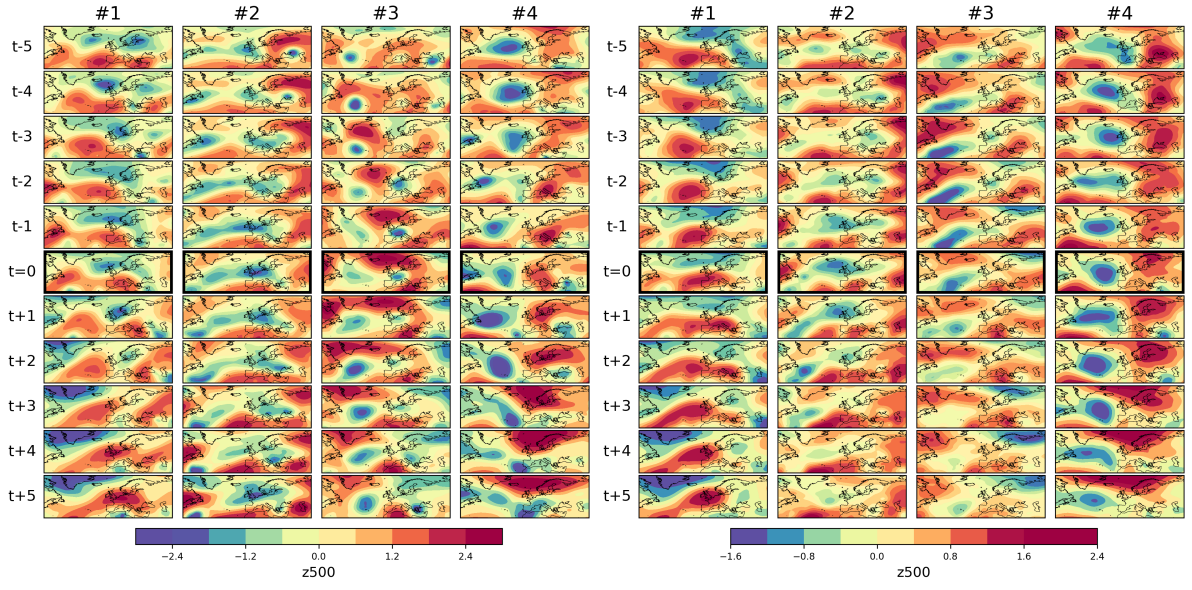 #1 #2 #3 #4 #1 #2 #3 #4
t-5 t-5
t-4 t-4
t-3 t-3
t-2 t-2
t-1 t-1
t=0 t=0
t+1 t+1
t+2 t+2
t+3 t+3
t+4 t+4
t+5 t+5
−2.4 −1.2 0.0 1.2 2.4 −1.6 −0.8 0.0 0.8 1.6 2.4
z500 z500